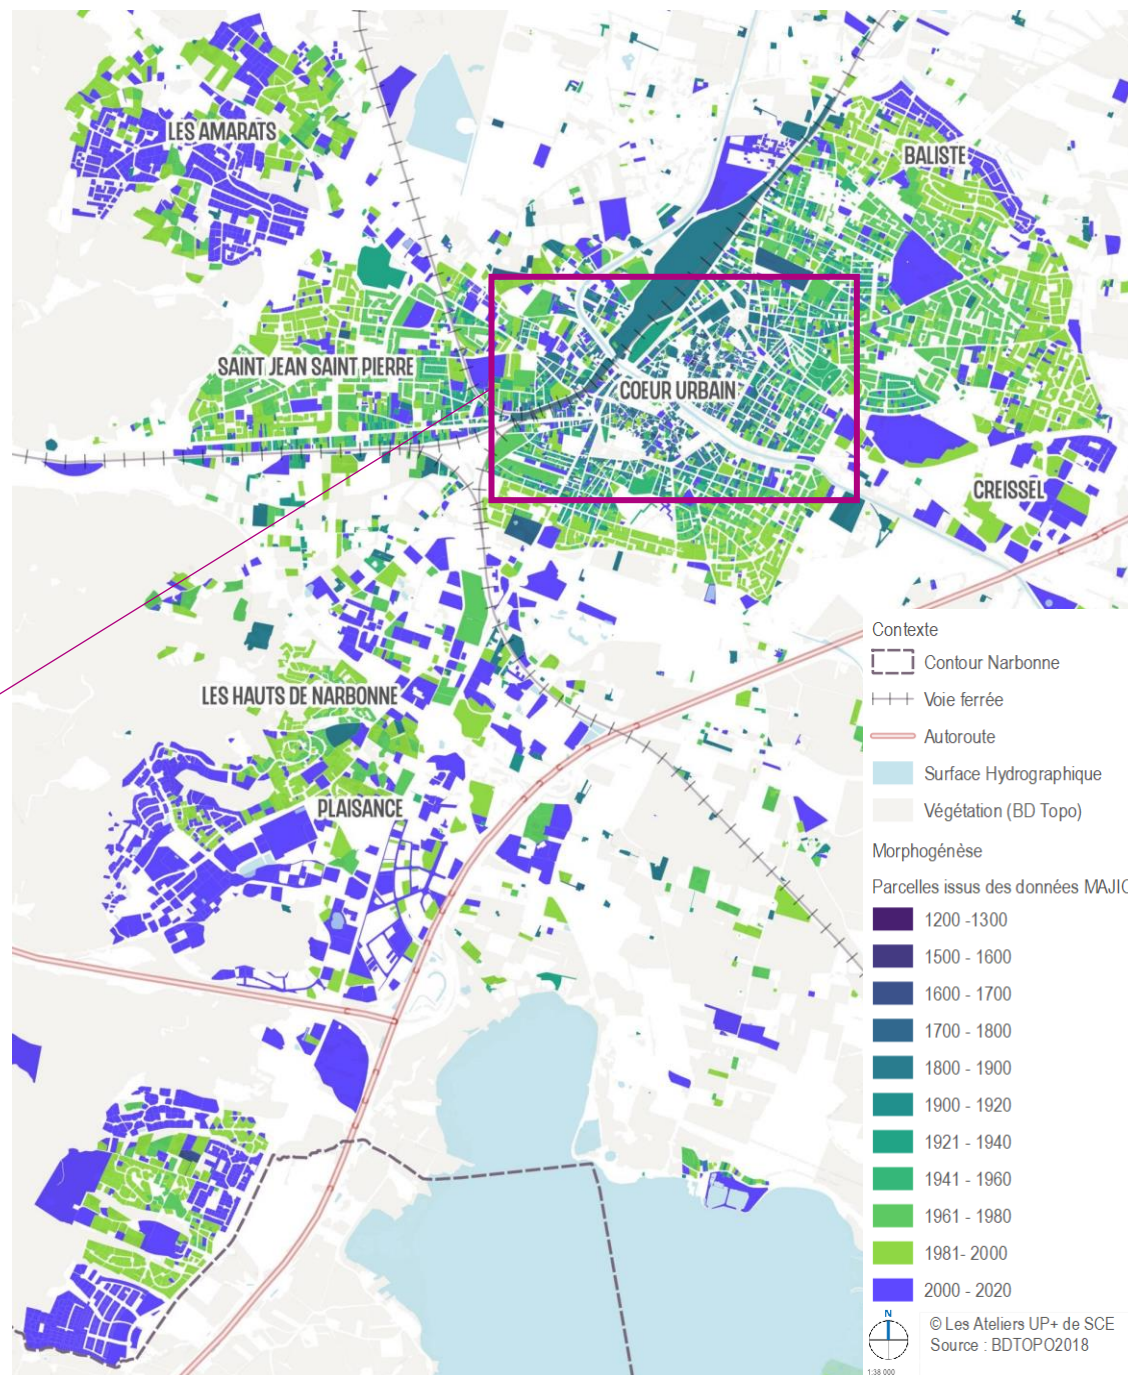 LES AMARATS
BALISTE
SAINT JEAN SAINT PIERRE
COEUR URBAIN
CREISSEL
LES HAUTS DE NARBONNE
PLAISANCE
Contexte
Contour Narbonne
Voie ferrée
Autoroute
Surface Hydrographique
Végétation (BD Topo)
Morphogénèse
Parcelles issus des données MAJIC
1200 -1300
1500 - 1600
1600 - 1700
1700 - 1800
1800 - 1900
1900 - 1920
1921 - 1940
1941 - 1960
1961 - 1980
1981- 2000
2000 - 2020
N
© Les Ateliers UP+ de SCE
Source : BDTOPO2018
1:38 000